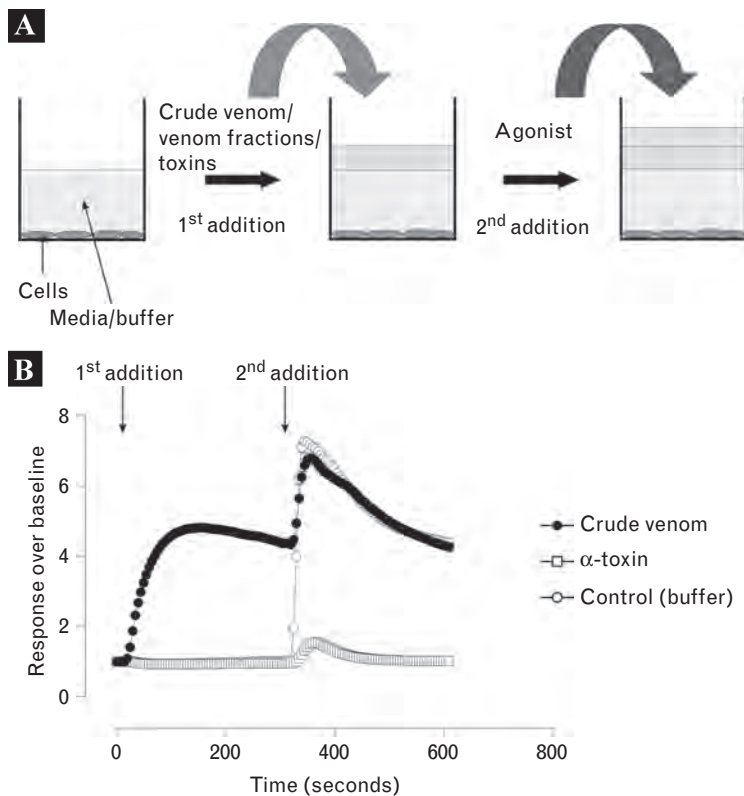 A
Crude venom/
venom fractions/
toxins
1st addition
Agonist
2nd addition
Cells
Media/buffer
B
1st addition
2nd addition
8
6
4
2
0
Response over baseline
Crude venom
α-toxin
Control (buffer)
0
200
400
600
800
Time (seconds)